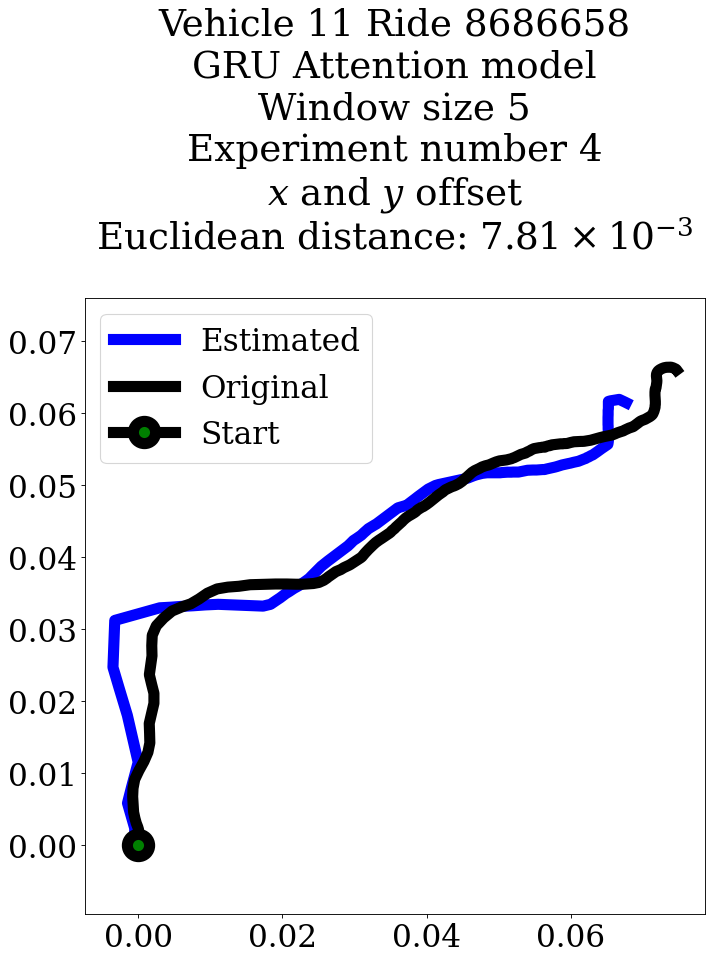 Vehicle 11 Ride 8686658
GRU Attention model
Window size 5
Experiment number 4
x and y offset
Euclidean distance: 7.81 × 10⁻³
Estimated
Original
Start
0.07
0.06
0.05
0.04
0.03
0.02
0.01
0.00
0.00 0.02 0.04 0.06